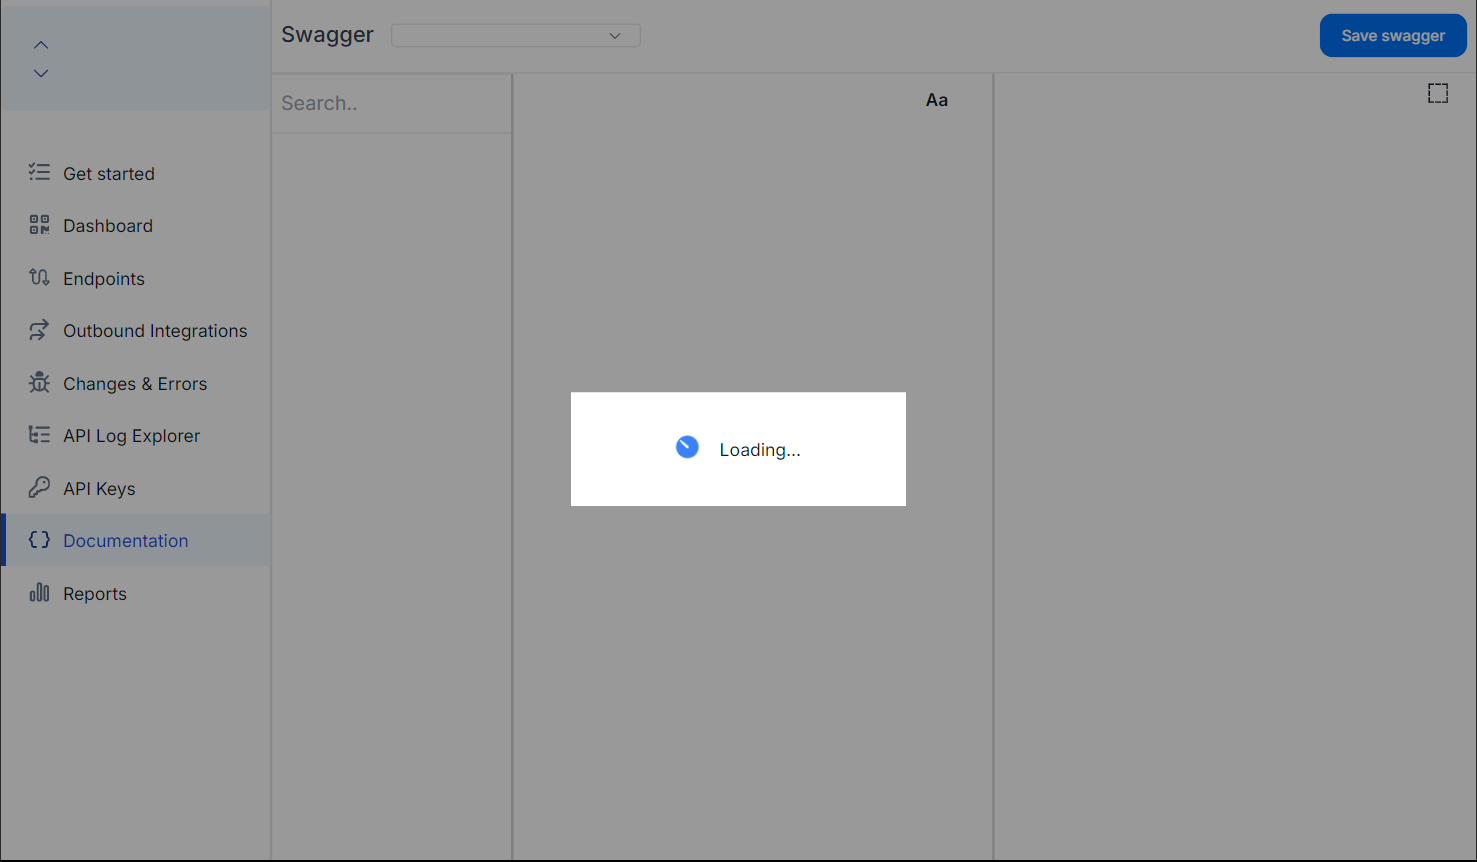 Swagger
Save swagger
Search..
Aa
Get started
Dashboard
Endpoints
Outbound Integrations
Changes & Errors
API Log Explorer
API Keys
Documentation
Reports
Loading...